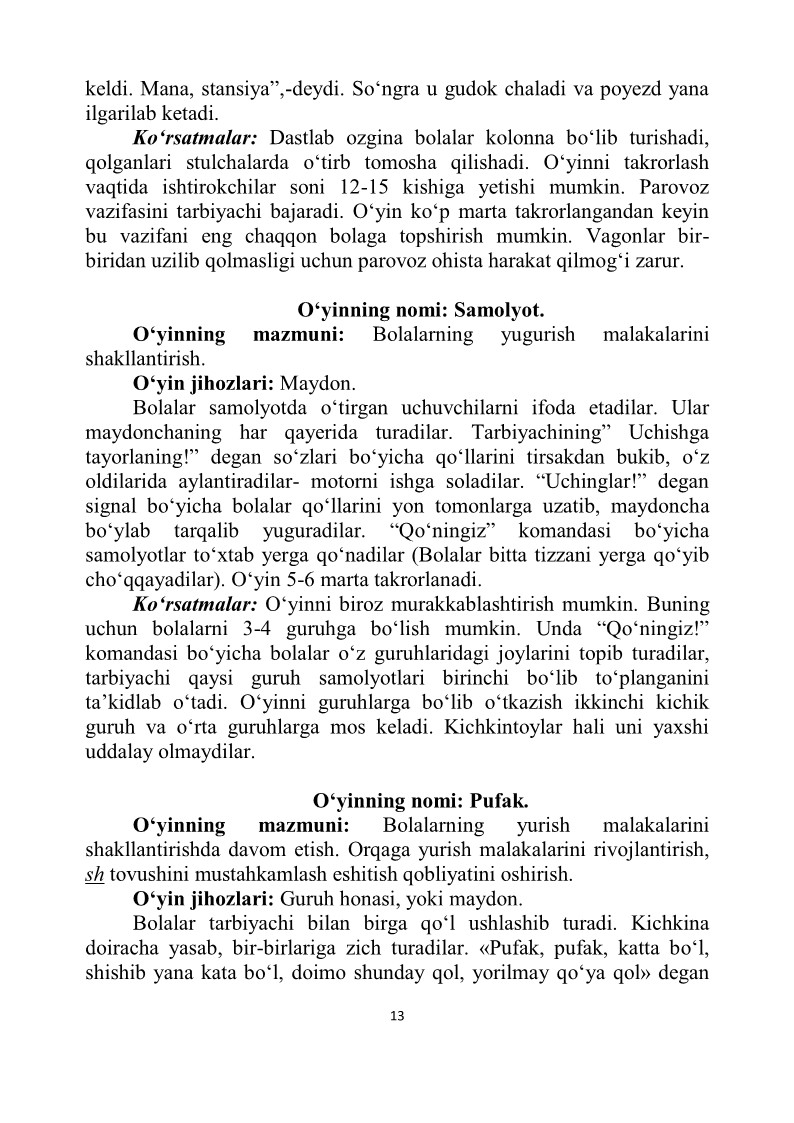 keldi. Mana, stansiya”,-deydi. So‘ngra u gudok chaladi va poyezd yana
ilgarilab ketadi.
Ko‘rsatmalar: Dastlab ozgina bolalar kolonna bo‘lib turishadi,
qolganlari stulchalarda o‘tirb tomosha qilishadi. O‘yinni takrorlash
vaqtida ishtirokchilar soni 12-15 kishiga yetishi mumkin. Parovoz
vazifasini tarbiyachi bajaradi. O‘yin ko‘p marta takrorlangandan keyin
bu vazifani eng chaqqon bolaga topshirish mumkin. Vagonlar bir-
biridan uzilib qolmasligi uchun parovoz ohista harakat qilmog‘i zarur.
O‘yinning nomi: Samolyot.
O‘yinning mazmuni: Bolalarning yugurish malakalarini
shakllantirish.
O‘yin jihozlari: Maydon.
Bolalar samolyotda o‘tirgan uchuvchilarni ifoda etadilar. Ular
maydonchaning har qayerida turadilar. Tarbiyachining” Uchishga
tayorlaning!” degan so‘zlari bo‘yicha qo‘llarini tirsakdan bukib, o‘z
oldilarida aylantiradilar- motorni ishga soladilar. “Uchinglar!” degan
signal bo‘yicha bolalar qo‘llarini yon tomonlarga uzatib, maydoncha
bo‘ylab tarqalib yuguradilar. “Qo‘ningiz” komandasi bo‘yicha
samolyotlar to‘xtab yerga qo‘nadilar (Bolalar bitta tizzani yerga qo‘yib
cho‘qqayadilar). O‘yin 5-6 marta takrorlanadi.
Ko‘rsatmalar: O‘yinni biroz murakkablashtirish mumkin. Buning
uchun bolalarni 3-4 guruhga bo‘lish mumkin. Unda “Qo‘ningiz!”
komandasi bo‘yicha bolalar o‘z guruhlaridagi joylarini topib turadilar,
tarbiyachi qaysi guruh samolyotlari birinchi bo‘lib to‘planganini
ta’kidlab o‘tadi. O‘yinni guruhlarga bo‘lib o‘tkazish ikkinchi kichik
guruh va o‘rta guruhlarga mos keladi. Kichkintoylar hali uni yaxshi
uddalay olmaydilar.
O‘yinning nomi: Pufak.
O‘yinning mazmuni: Bolalarning yurish malakalarini
shakllantirishda davom etish. Orqaga yurish malakalarini rivojlantirish,
sh tovushini mustahkamlash eshitish qobliyatini oshirish.
O‘yin jihozlari: Guruh honasi, yoki maydon.
Bolalar tarbiyachi bilan birga qo‘l ushlashib turadi. Kichkina
doiracha yasab, bir-birlariga zich turadilar. «Pufak, pufak, katta bo‘l,
shishib yana kata bo‘l, doimo shunday qol, yorilmay qo‘ya qol» degan
13